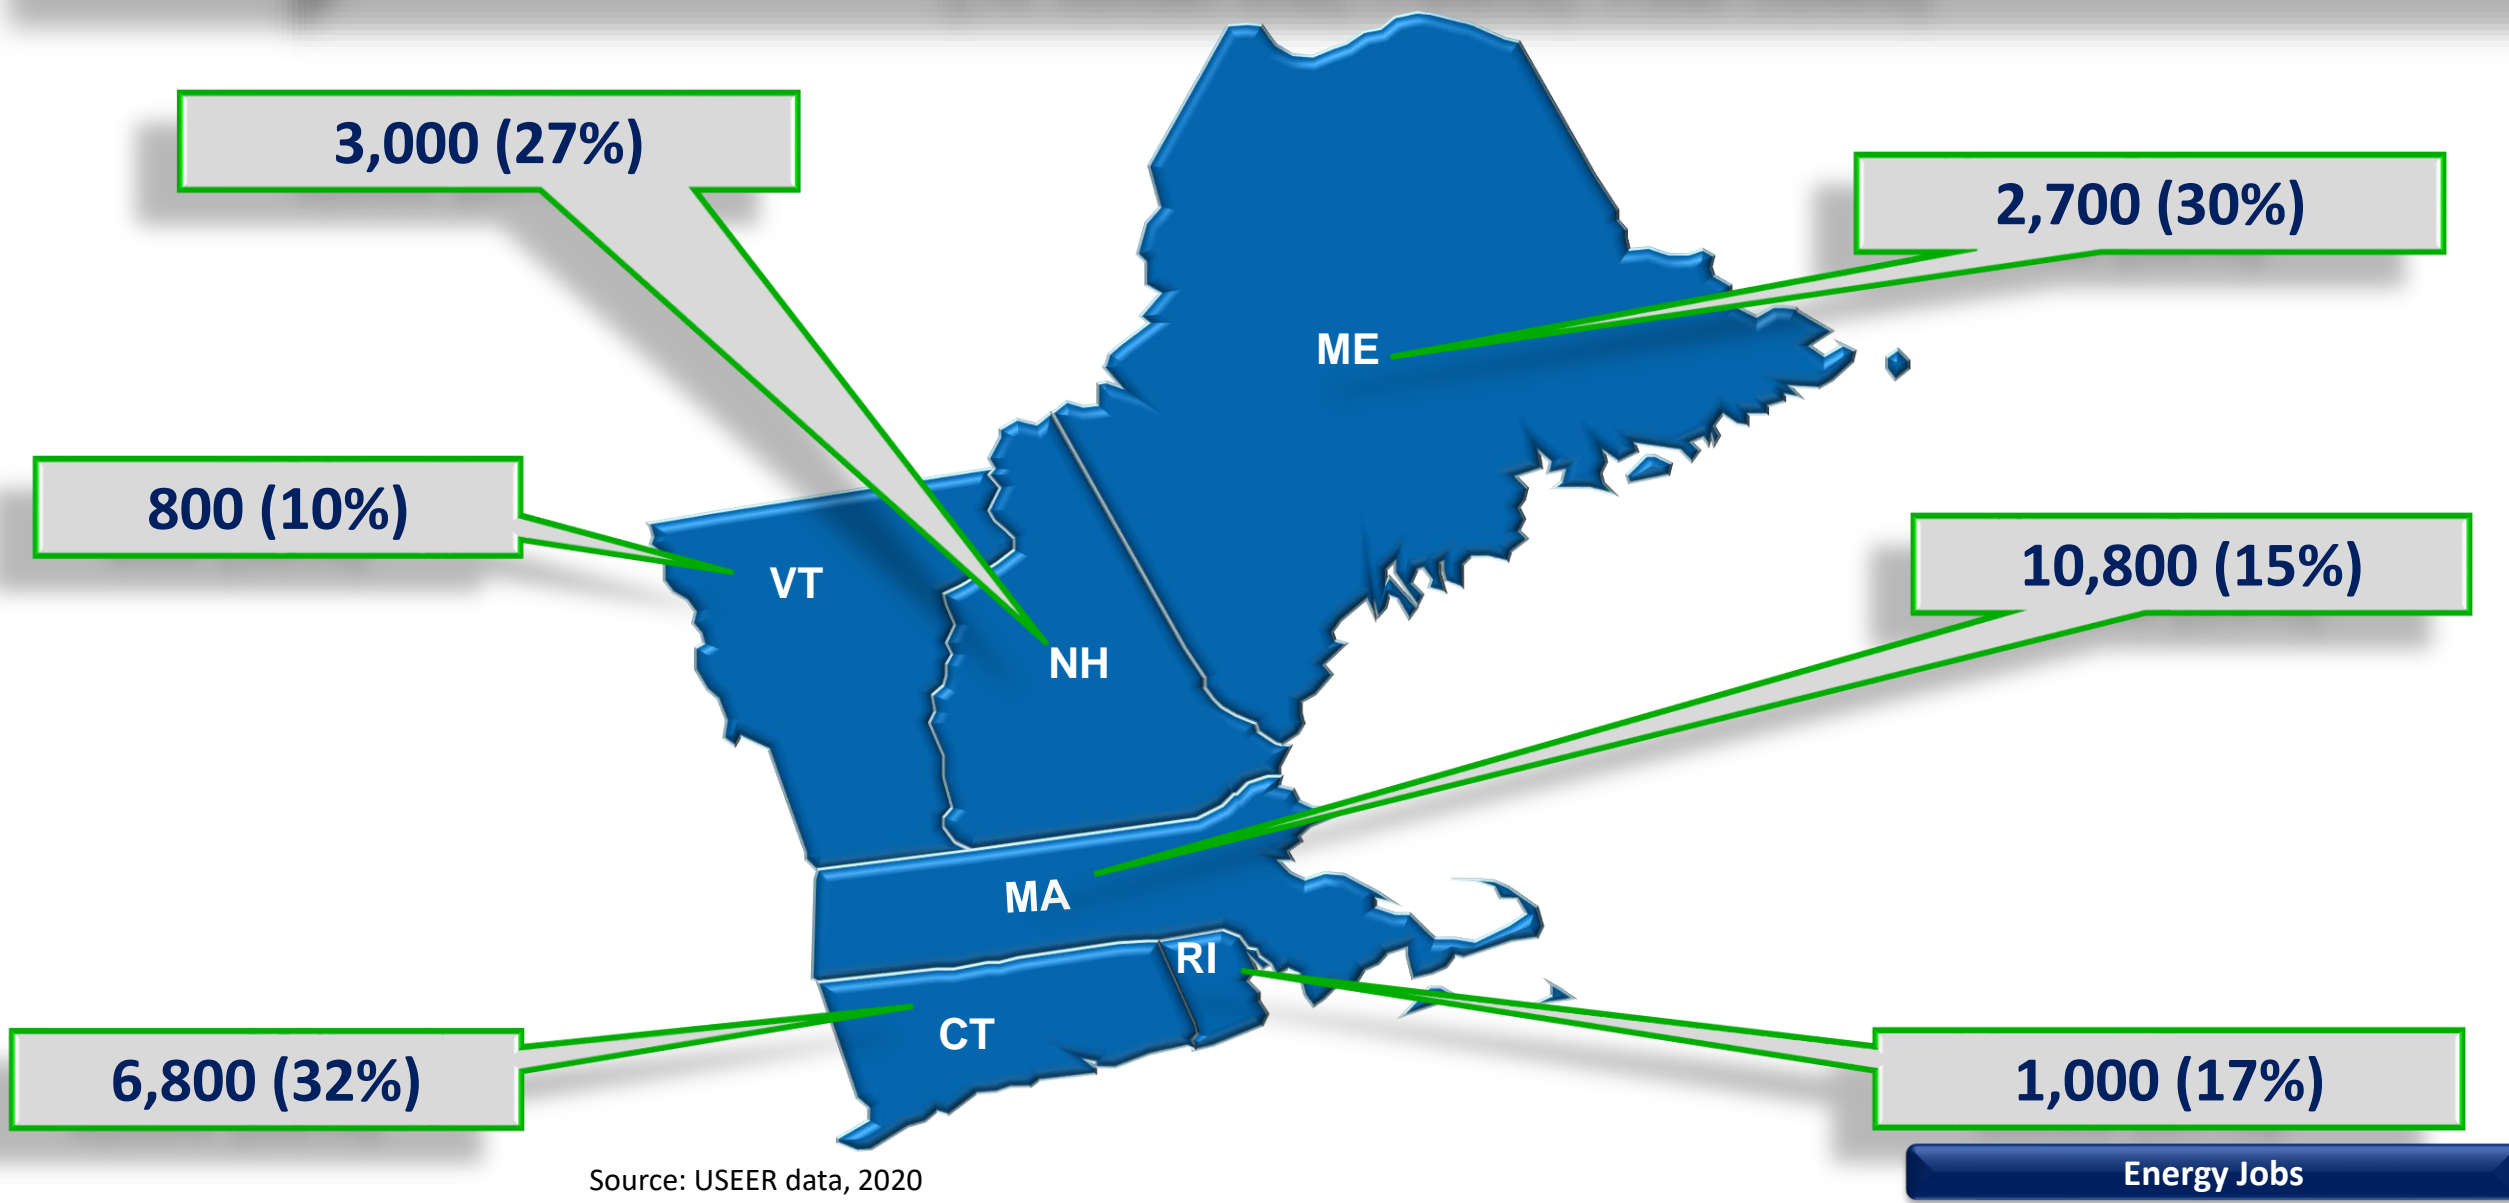 3,000 (27%)
2,700 (30%)
ME
800 (10%)
10,800 (15%)
VT
NH
MA
RI
CT
6,800 (32%)
1,000 (17%)
Source: USEER data, 2020
Energy Jobs